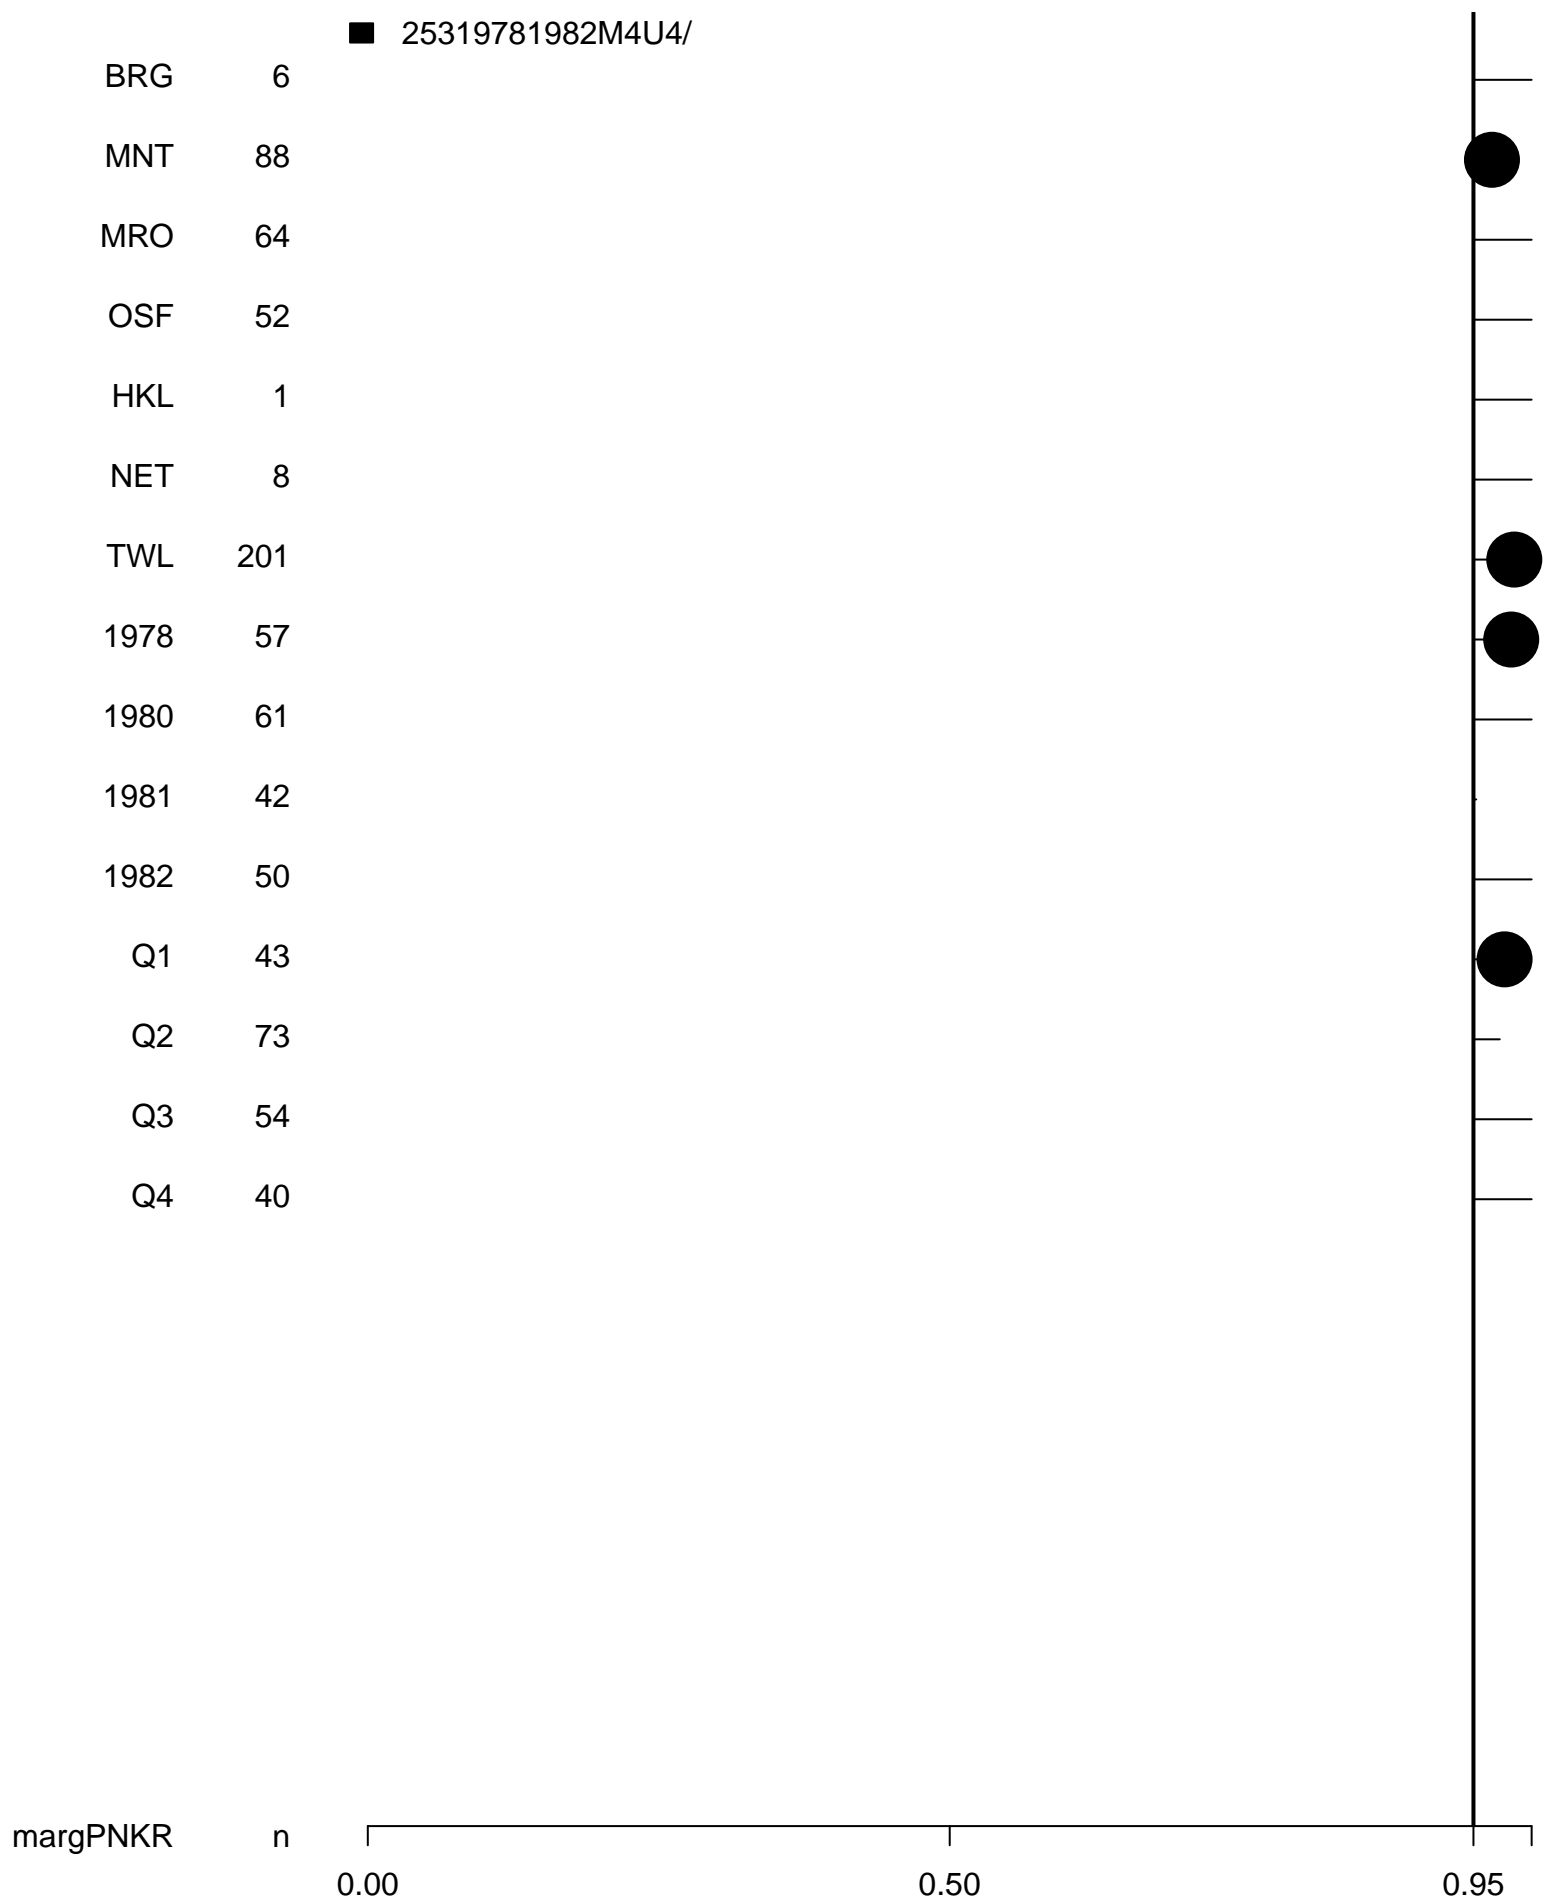 25319781982M4U4/
BRG 6
MNT 88
MRO 64
OSF 52
HKL 1
NET 8
TWL 201
1978 57
1980 61
1981 42
1982 50
Q1 43
Q2 73
Q3 54
Q4 40
margPNKR n
0.00 0.50 0.95